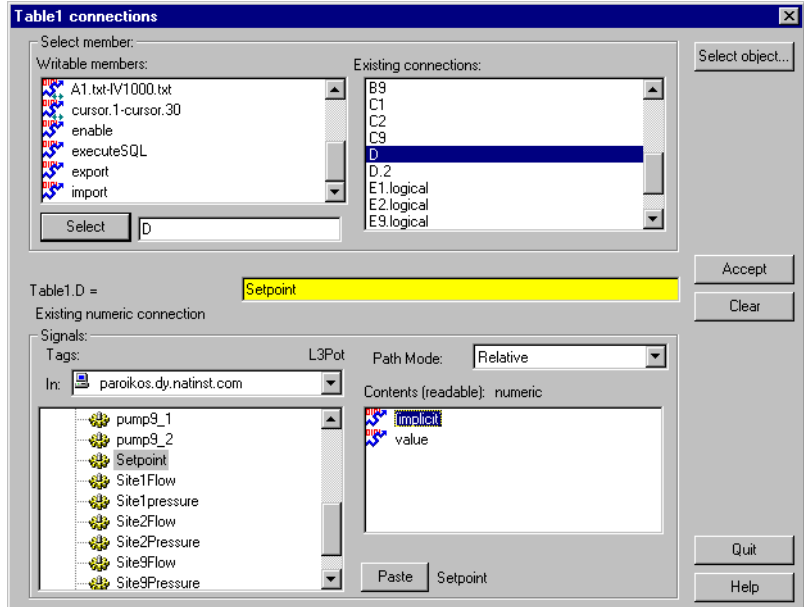 Table1 connections
Select member:
Writable members:
A1.txt-IV1000.txt
cursor.1-cursor.30
enable
executeSQL
export
import
Select
D
Existing connections:
B9
C1
C2
C9
D
D.2
E1.logical
E2.logical
E9.logical
Select object...
Accept
Clear
Table1.D =
Setpoint
Existing numeric connection
Signals:
Tags:
L3Pot
In:
paroikos.dy.natinst.com
pump9_1
pump9_2
Setpoint
Site1Flow
Site1pressure
Site2Flow
Site2Pressure
Site9Flow
Site9Pressure
Path Mode:
Relative
Contents (readable): numeric
implicit
value
Paste
Setpoint
Quit
Help